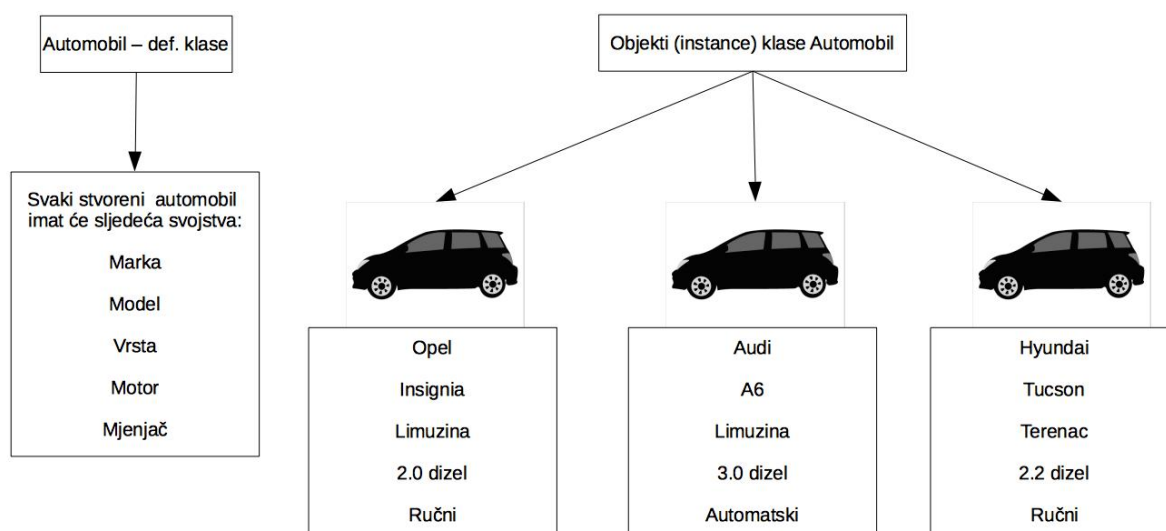 Automobil – def. klase
Svaki stvoreni automobil
imat će sljedeća svojstva:
Marka
Model
Vrsta
Motor
Mjenjač
Objekti (instance) klase Automobil
Opel
Insignia
Limuzina
2.0 dizel
Ručni
Audi
A6
Limuzina
3.0 dizel
Automatski
Hyundai
Tucson
Terenac
2.2 dizel
Ručni